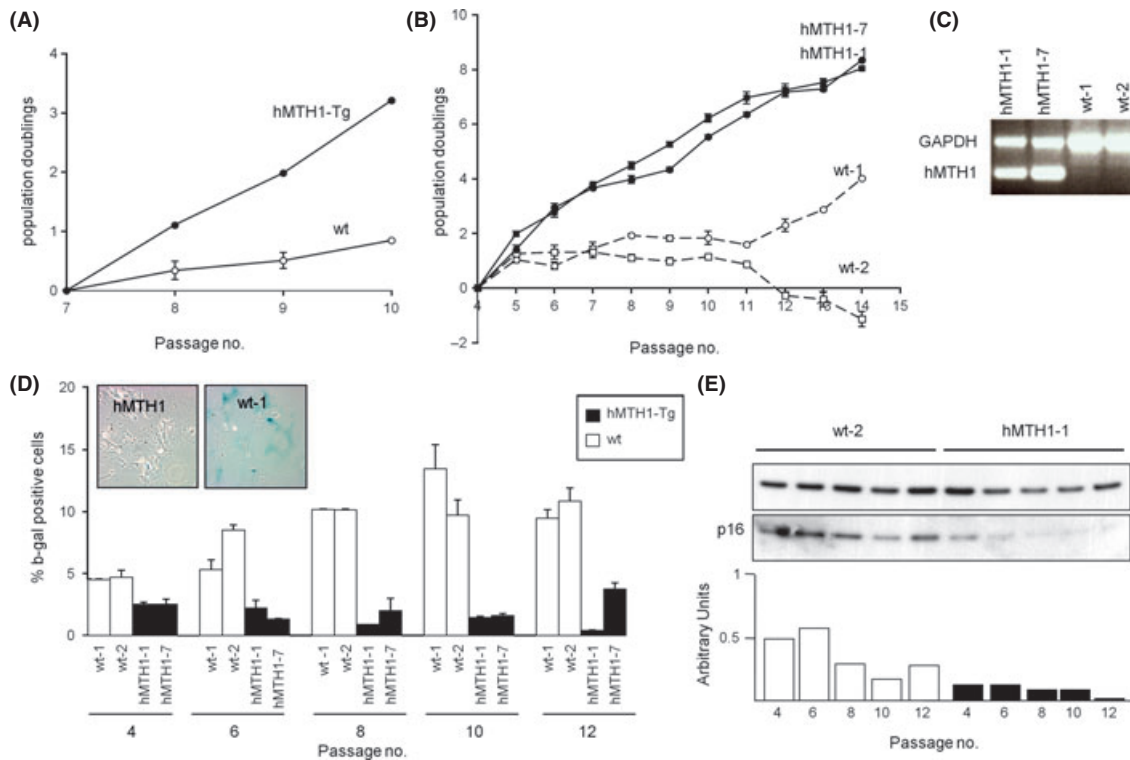 (A)
4
3
2
1
0
population doublings
hMTH1-Tg
wt
7
8
9
10
Passage no.
(B)
10
8
6
4
2
0
−2
population doublings
hMTH1-7
hMTH1-1
wt-1
wt-2
4
5
6
7
8
9
10
11
12
13
14
15
Passage no.
(C)
hMTH1-1
hMTH1-7
wt-1
wt-2
GAPDH
hMTH1
(D)
20
15
10
5
0
% b-gal positive cells
hMTH1
wt-1
hMTH1-Tg
wt
wt-1
wt-2
hMTH1-1
hMTH1-7
wt-1
wt-2
hMTH1-1
hMTH1-7
wt-1
wt-2
hMTH1-1
hMTH1-7
wt-1
wt-2
hMTH1-1
hMTH1-7
wt-1
wt-2
hMTH1-1
hMTH1-7
4
6
8
10
12
Passage no.
(E)
wt-2
hMTH1-1
p16
1
0.5
Arbitrary Units
4
6
8
10
12
4
6
8
10
12
Passage no.